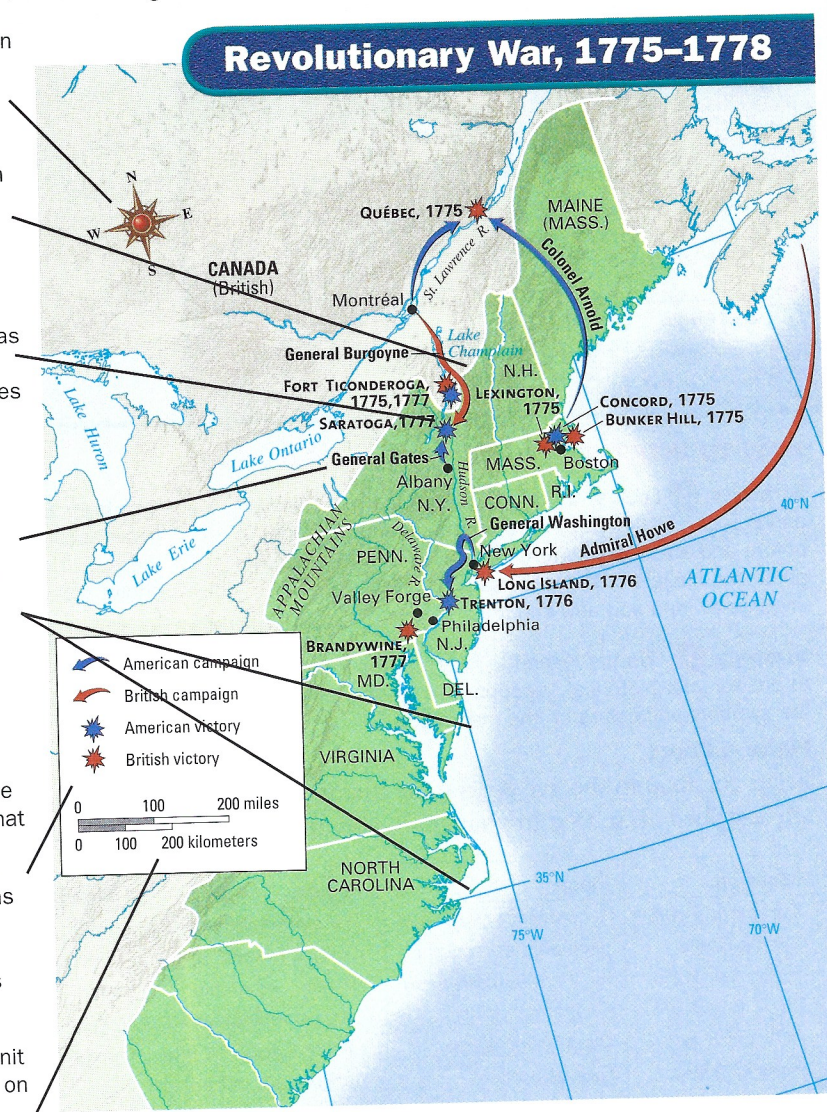 Revolutionary War, 1775–1778
n
as
es
e
hat
as
s
nit
on
N
W
E
S
CANADA
(British)
QUÉBEC, 1775
MAINE
(MASS.)
St. Lawrence R.
Colonel Arnold
Montréal
Lake
Champlain
General Burgoyne
N.H.
FORT TICONDEROGA,
1775,1777
LEXINGTON,
1775
CONCORD, 1775
BUNKER HILL, 1775
SARATOGA,1777
Lake Huron
Lake Ontario
General Gates
Albany
MASS.
Boston
Hudson R.
N.Y.
CONN.
R.I.
40°N
General Washington
APPALACHIAN
MOUNTAINS
Delaware R.
PENN.
New York
Admiral Howe
Lake Erie
LONG ISLAND, 1776
ATLANTIC
OCEAN
Valley Forge
TRENTON, 1776
Philadelphia
BRANDYWINE,
1777
N.J.
MD.
DEL.
American campaign
British campaign
American victory
British victory
0 100 200 miles
0 100 200 kilometers
VIRGINIA
NORTH
CAROLINA
35°N
75°W
70°W